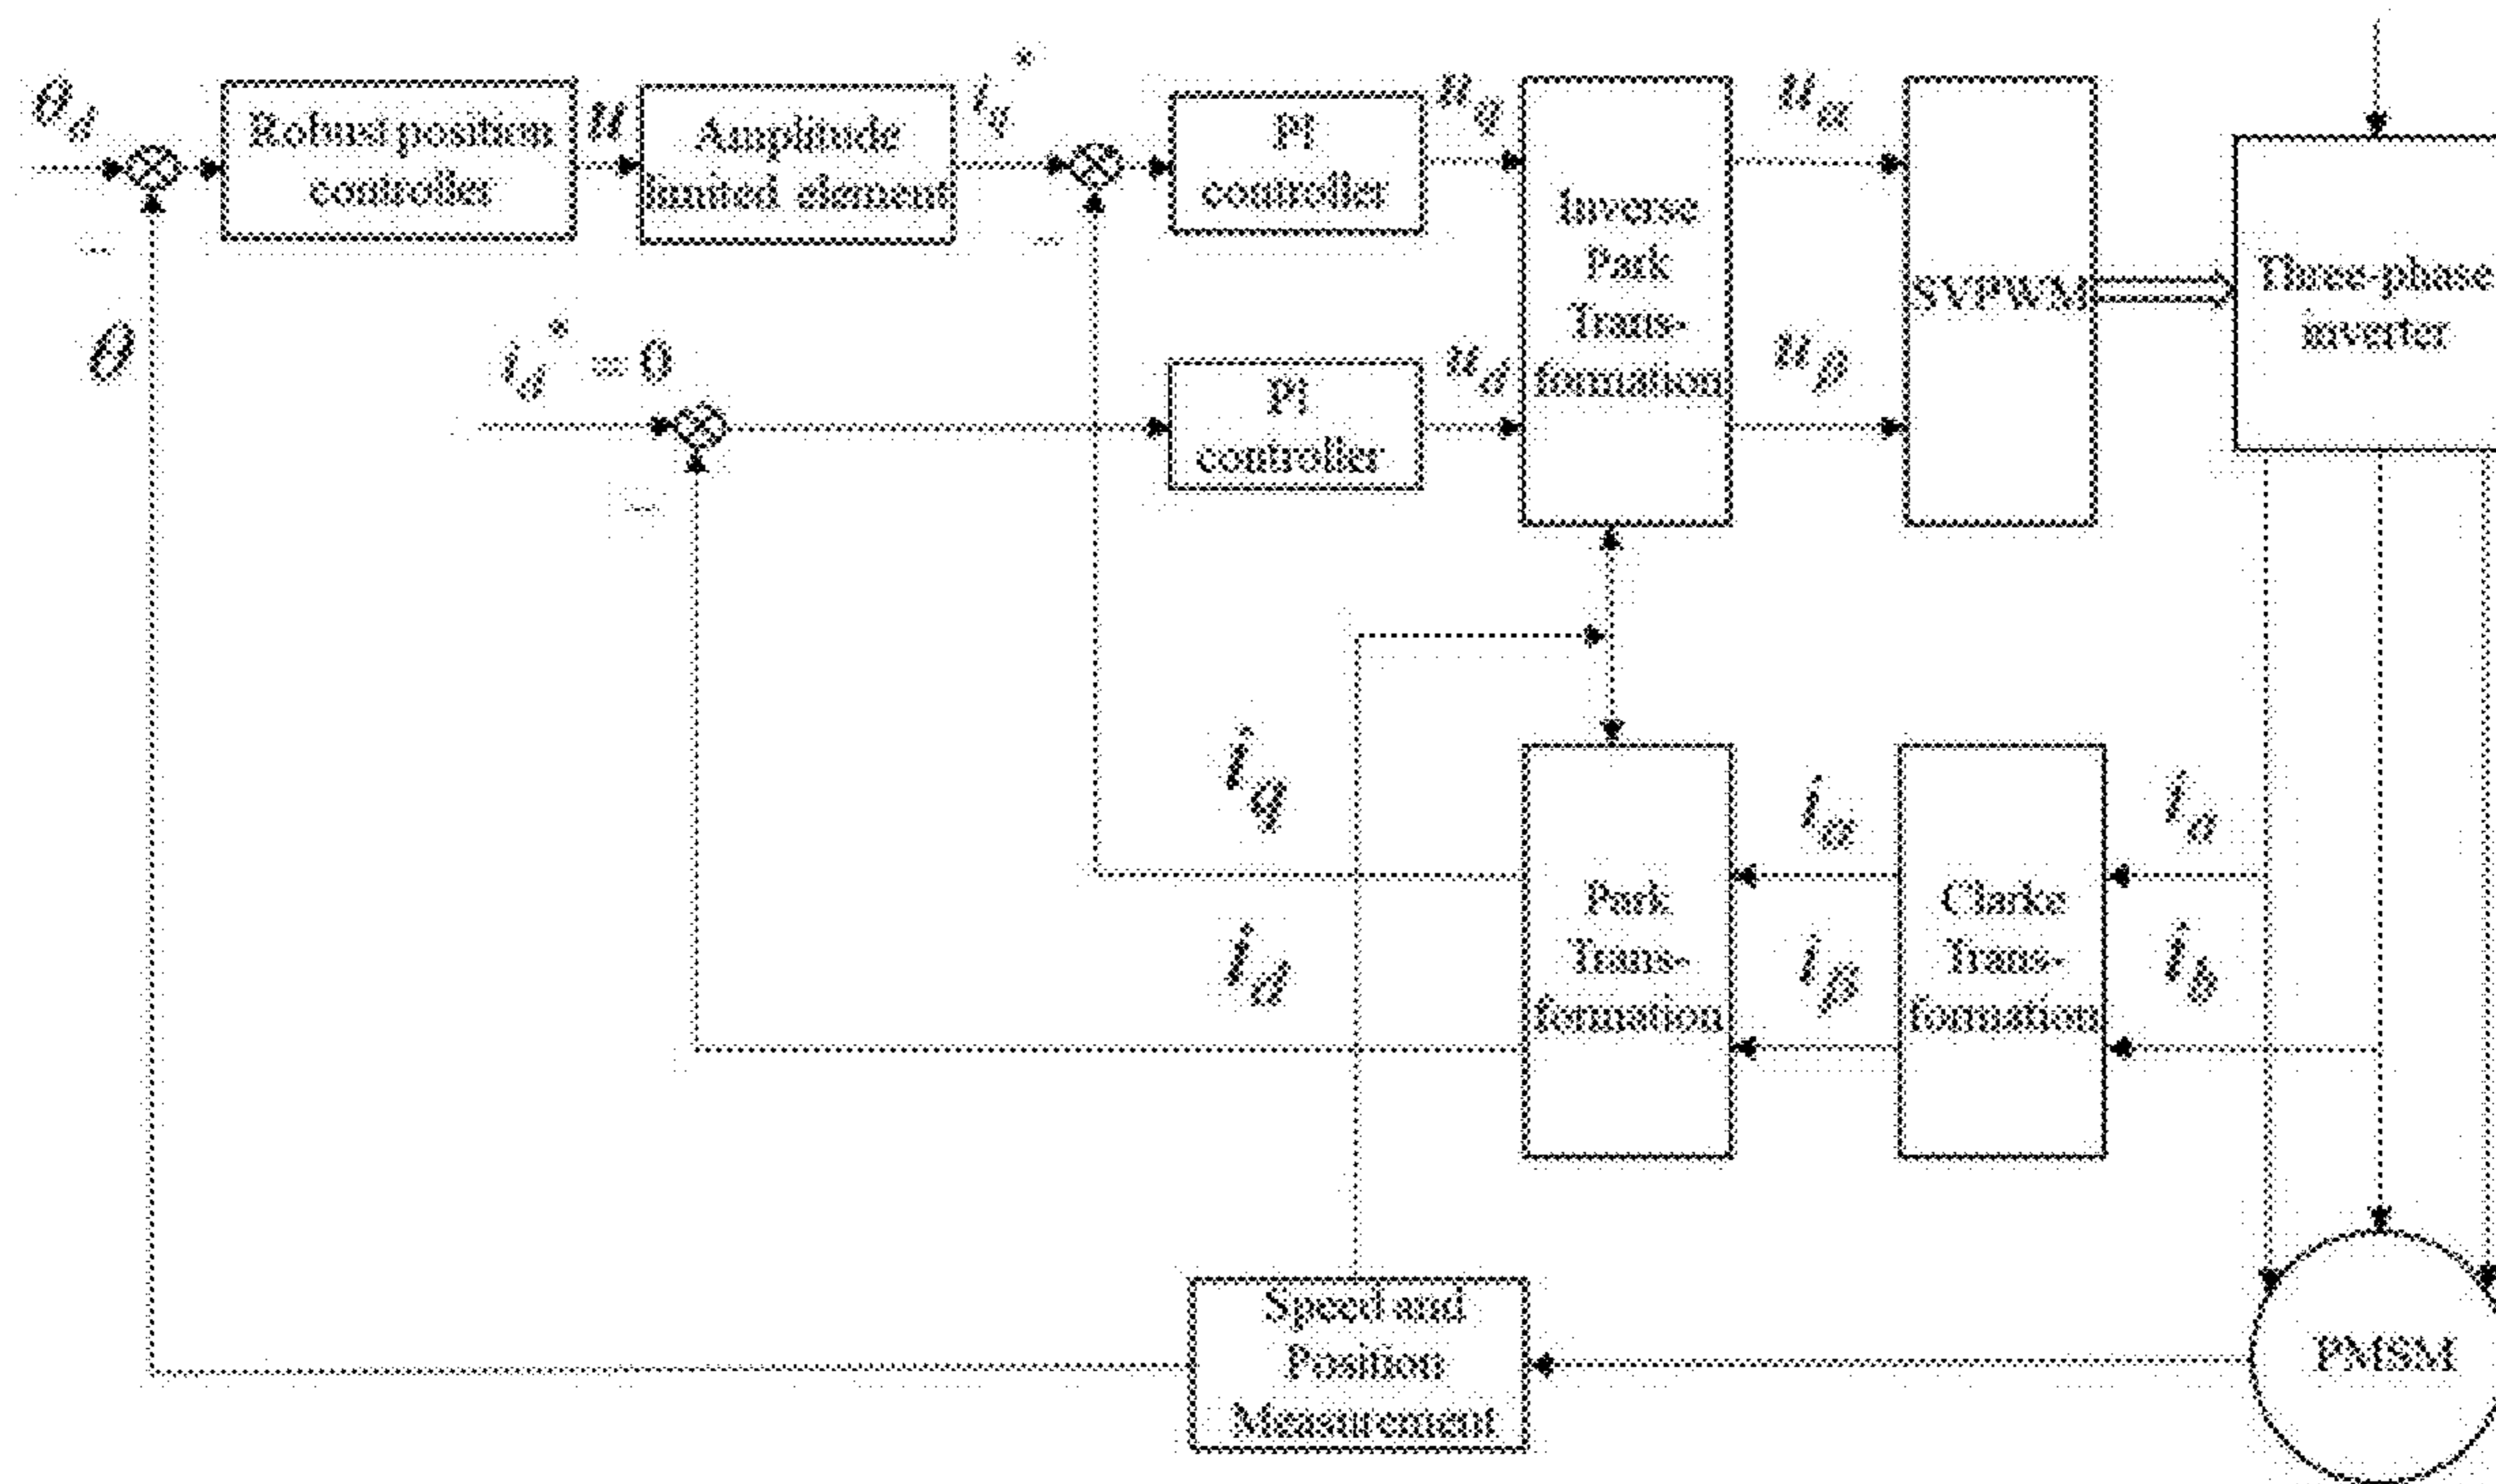 θd
Robust position
controller
u
Amplitude
limited element
iq*
PI
controller
uq
Inverse
Park
Trans-
formation
uα
SVPWM
Three-phase
inverter
–
–
θ
id* = 0
PI
controller
ud
uβ
–
iq
id
Park
Trans-
formation
iα
iβ
Clarke
Trans-
formation
ia
ib
Speed and
Position
Measurement
PMSM